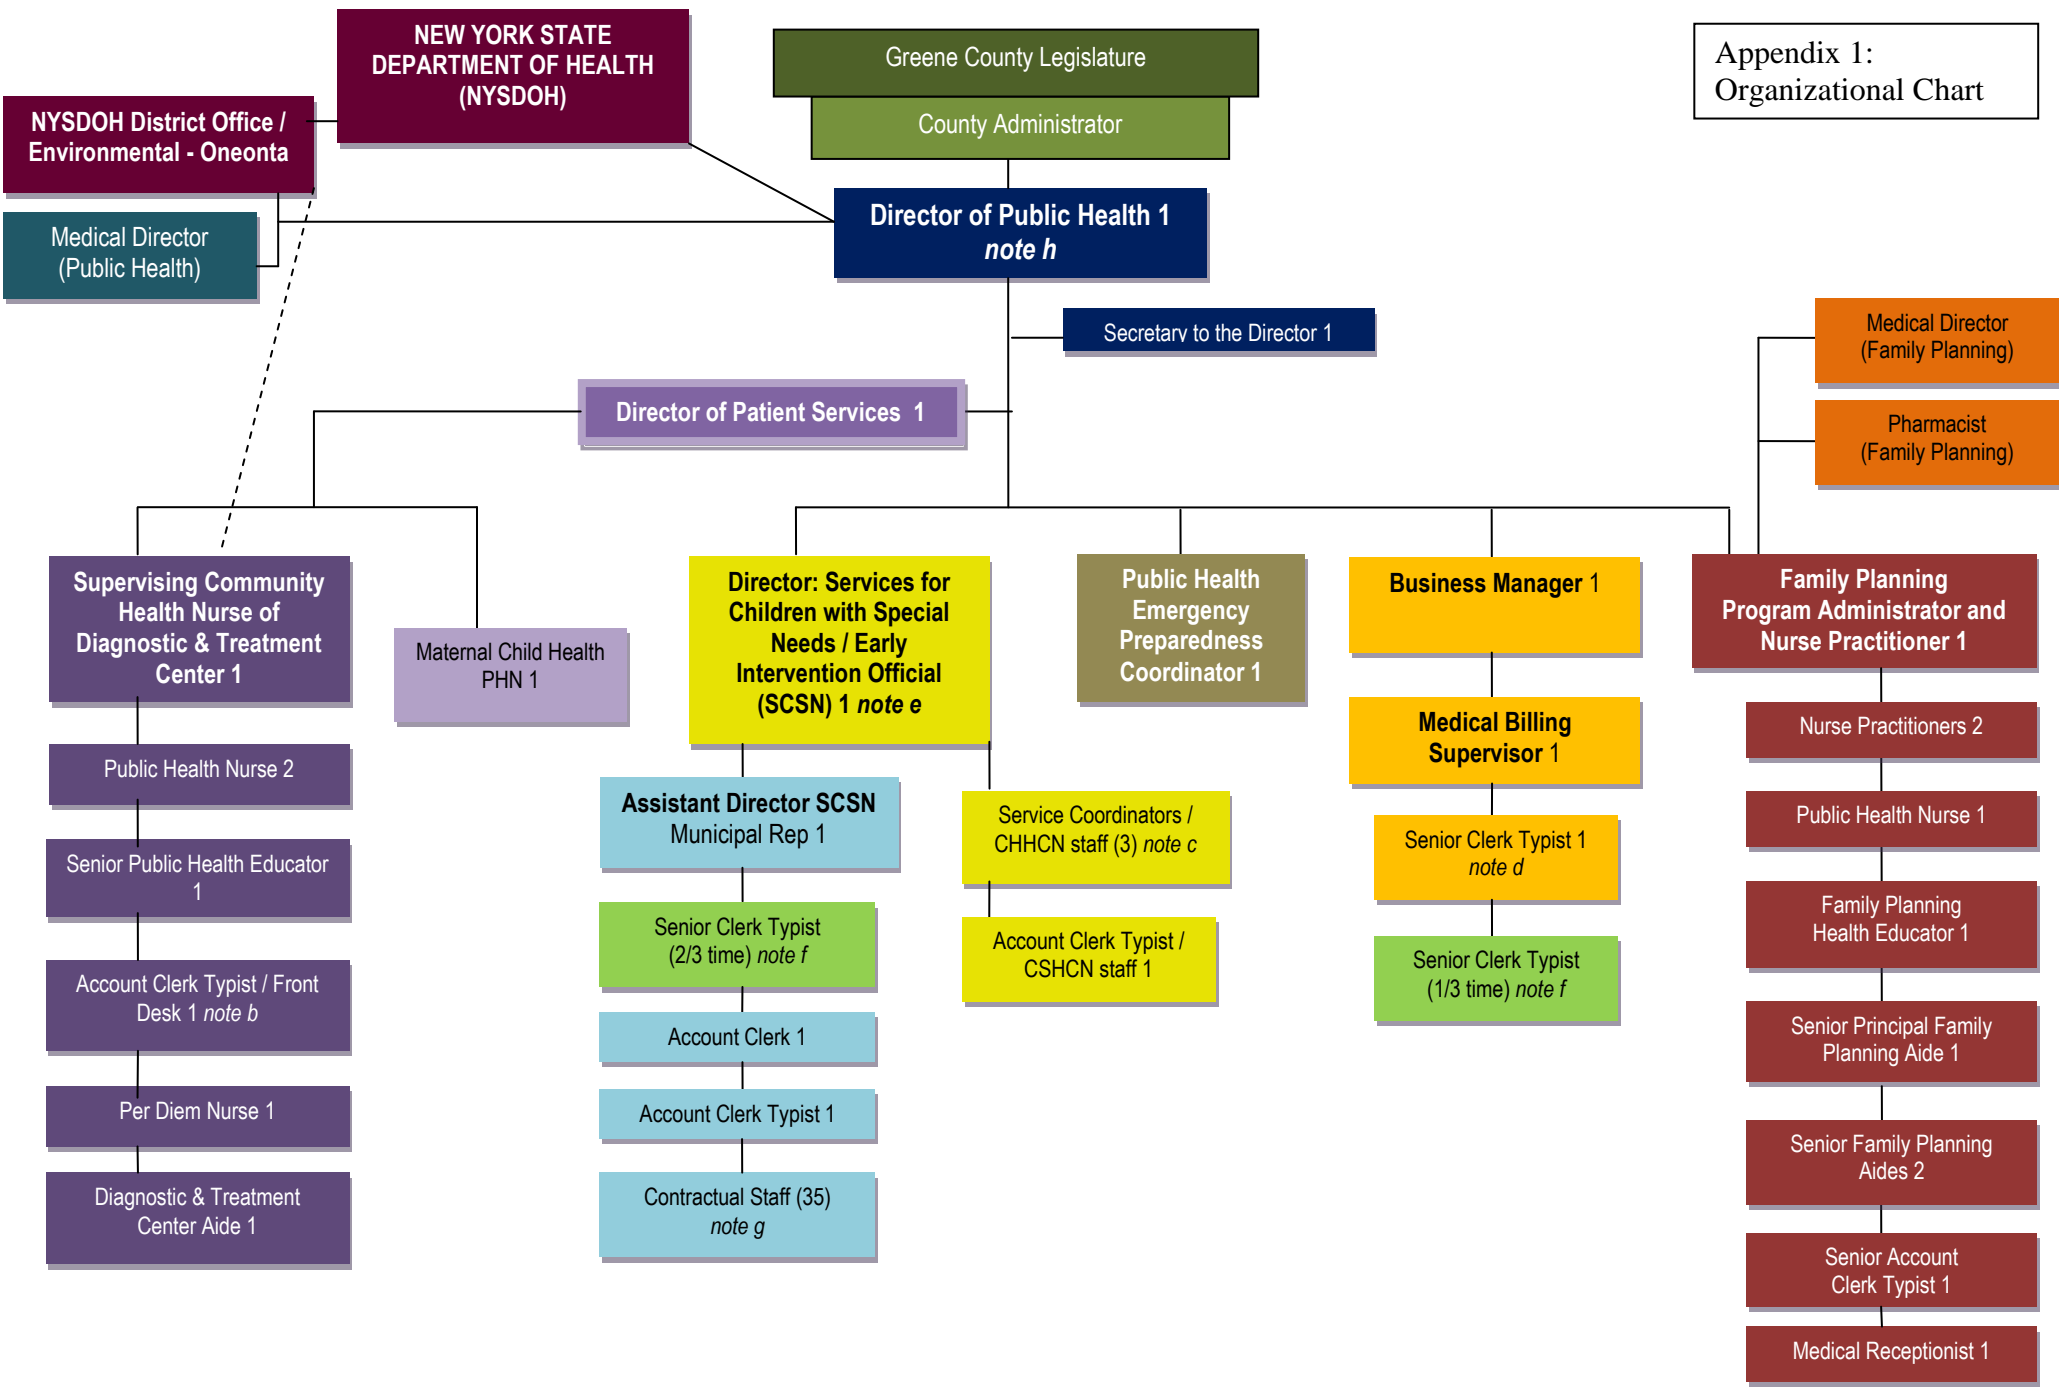 NEW YORK STATE
DEPARTMENT OF HEALTH
(NYSDOH)
Greene County Legislature
County Administrator
Appendix 1:
Organizational Chart
NYSDOH District Office /
Environmental - Oneonta
Medical Director
(Public Health)
Director of Public Health 1
note h
Secretary to the Director 1
Medical Director
(Family Planning)
Pharmacist
(Family Planning)
Director of Patient Services 1
Supervising Community
Health Nurse of
Diagnostic & Treatment
Center 1
Public Health Nurse 2
Senior Public Health Educator
1
Account Clerk Typist / Front
Desk 1 note b
Per Diem Nurse 1
Diagnostic & Treatment
Center Aide 1
Maternal Child Health
PHN 1
Director: Services for
Children with Special
Needs / Early
Intervention Official
(SCSN) 1 note e
Assistant Director SCSN
Municipal Rep 1
Senior Clerk Typist
(2/3 time) note f
Account Clerk 1
Account Clerk Typist 1
Contractual Staff (35)
note g
Service Coordinators /
CHHCN staff (3) note c
Account Clerk Typist /
CSHCN staff 1
Public Health
Emergency
Preparedness
Coordinator 1
Business Manager 1
Medical Billing
Supervisor 1
Senior Clerk Typist 1
note d
Senior Clerk Typist
(1/3 time) note f
Family Planning
Program Administrator and
Nurse Practitioner 1
Nurse Practitioners 2
Public Health Nurse 1
Family Planning
Health Educator 1
Senior Principal Family
Planning Aide 1
Senior Family Planning
Aides 2
Senior Account
Clerk Typist 1
Medical Receptionist 1